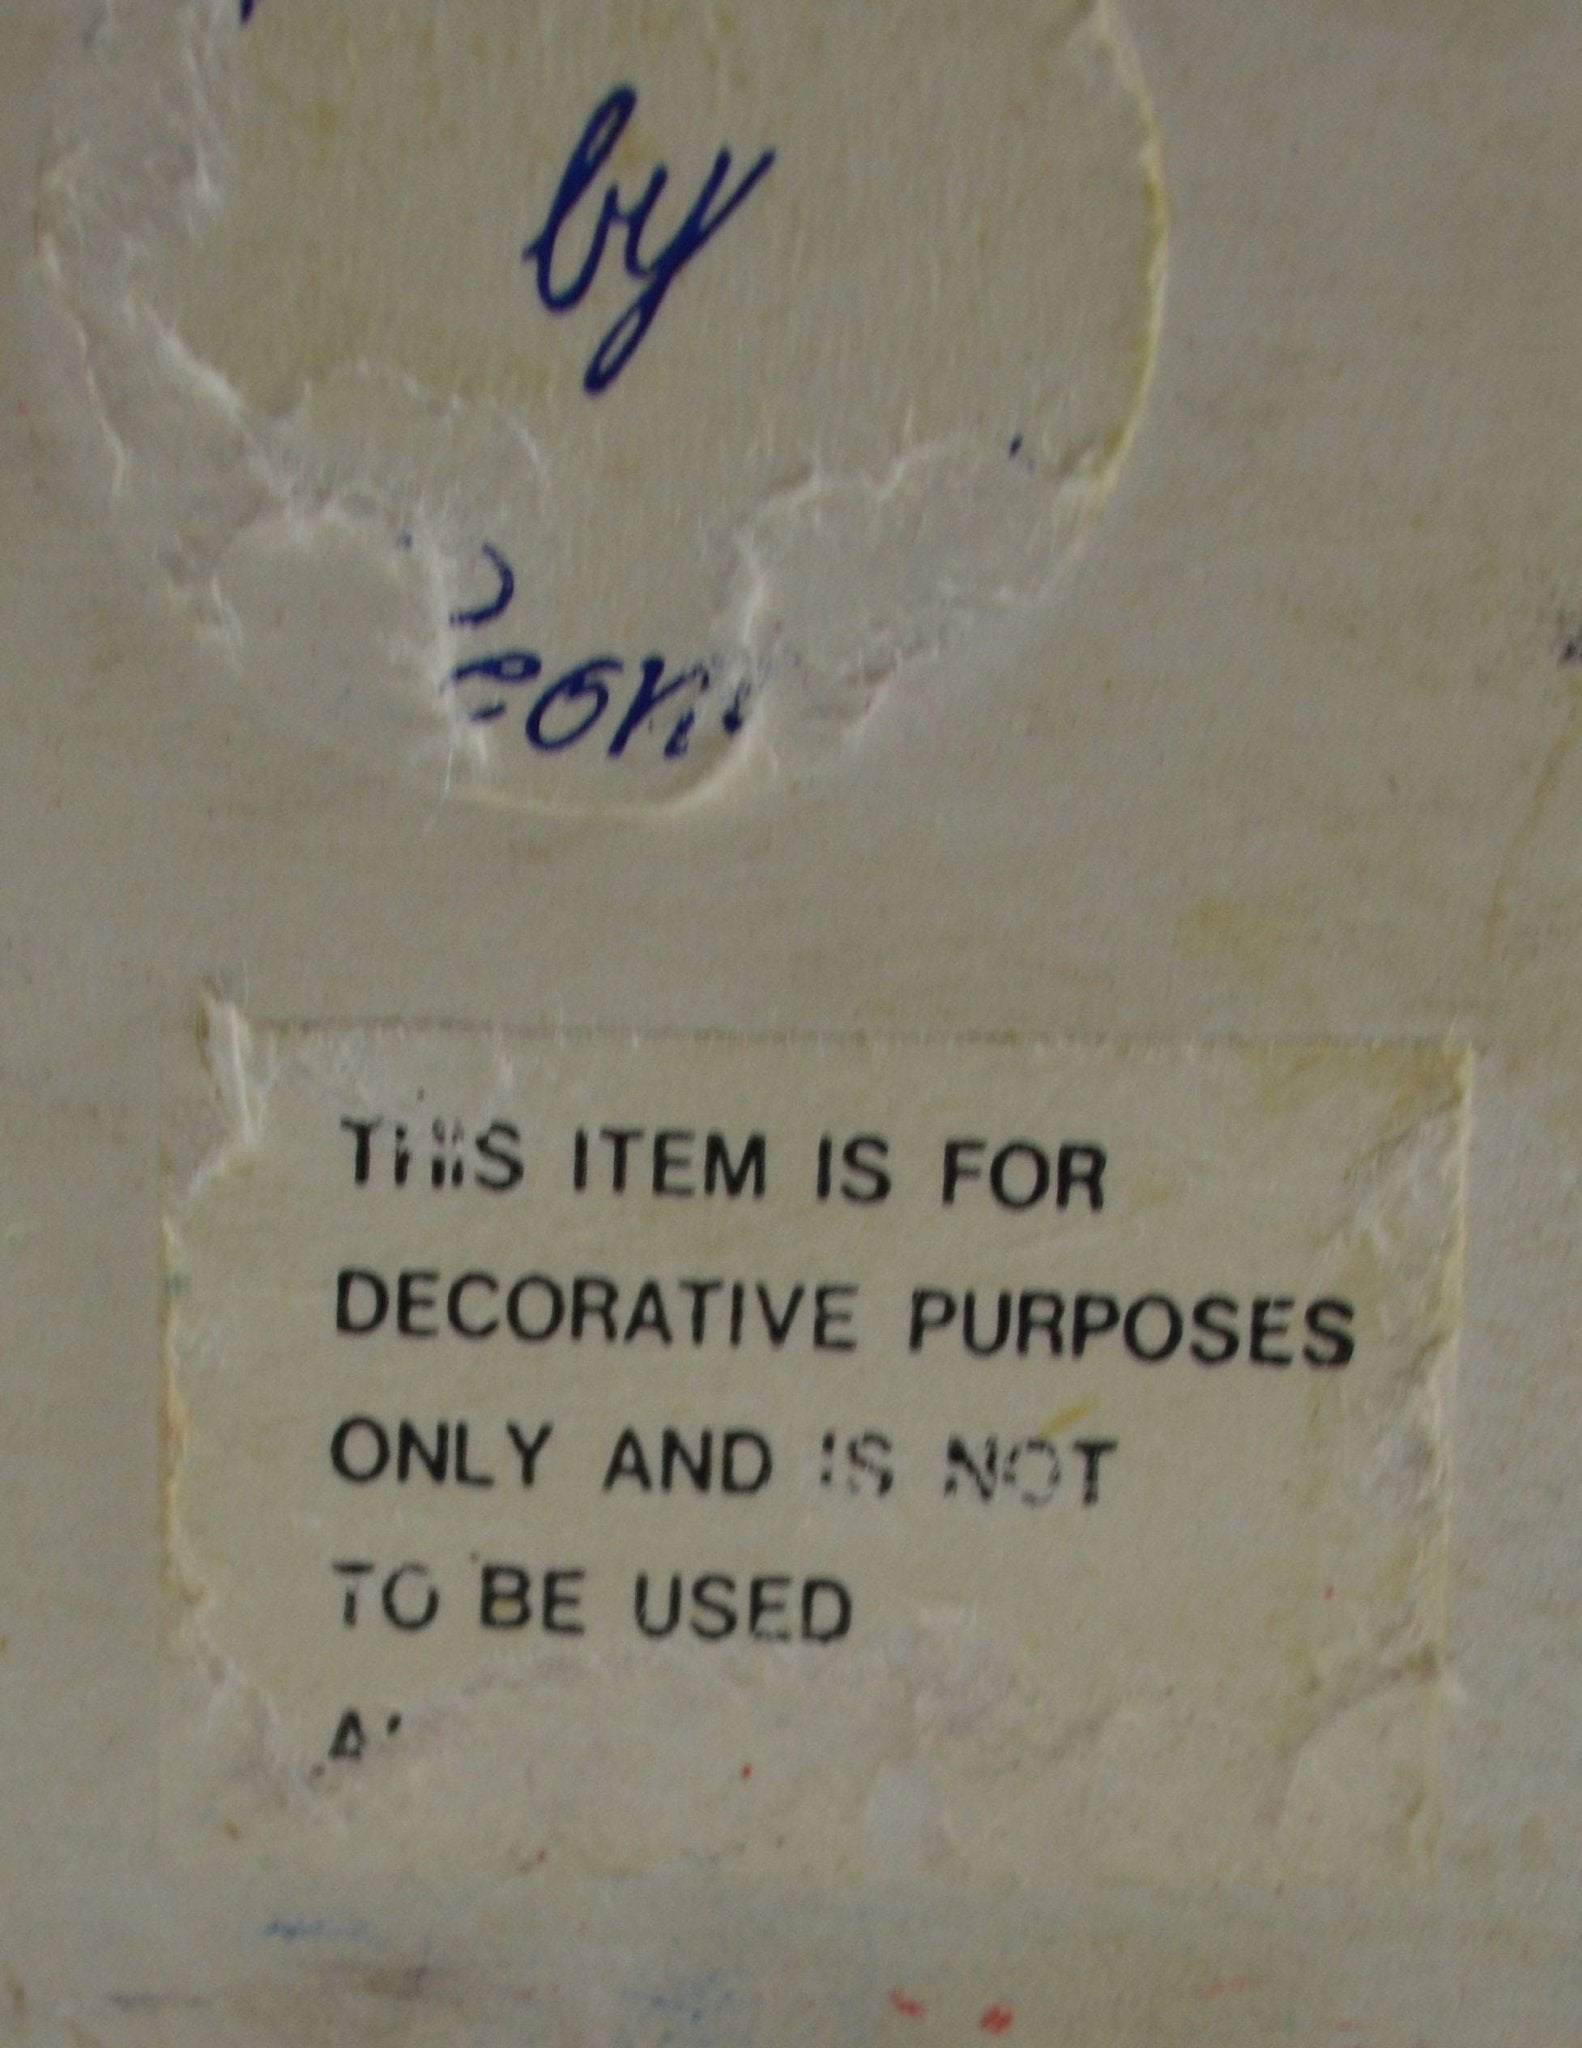 by
THIS ITEM IS FOR
DECORATIVE PURPOSES
ONLY AND IS NOT
TO BE USED